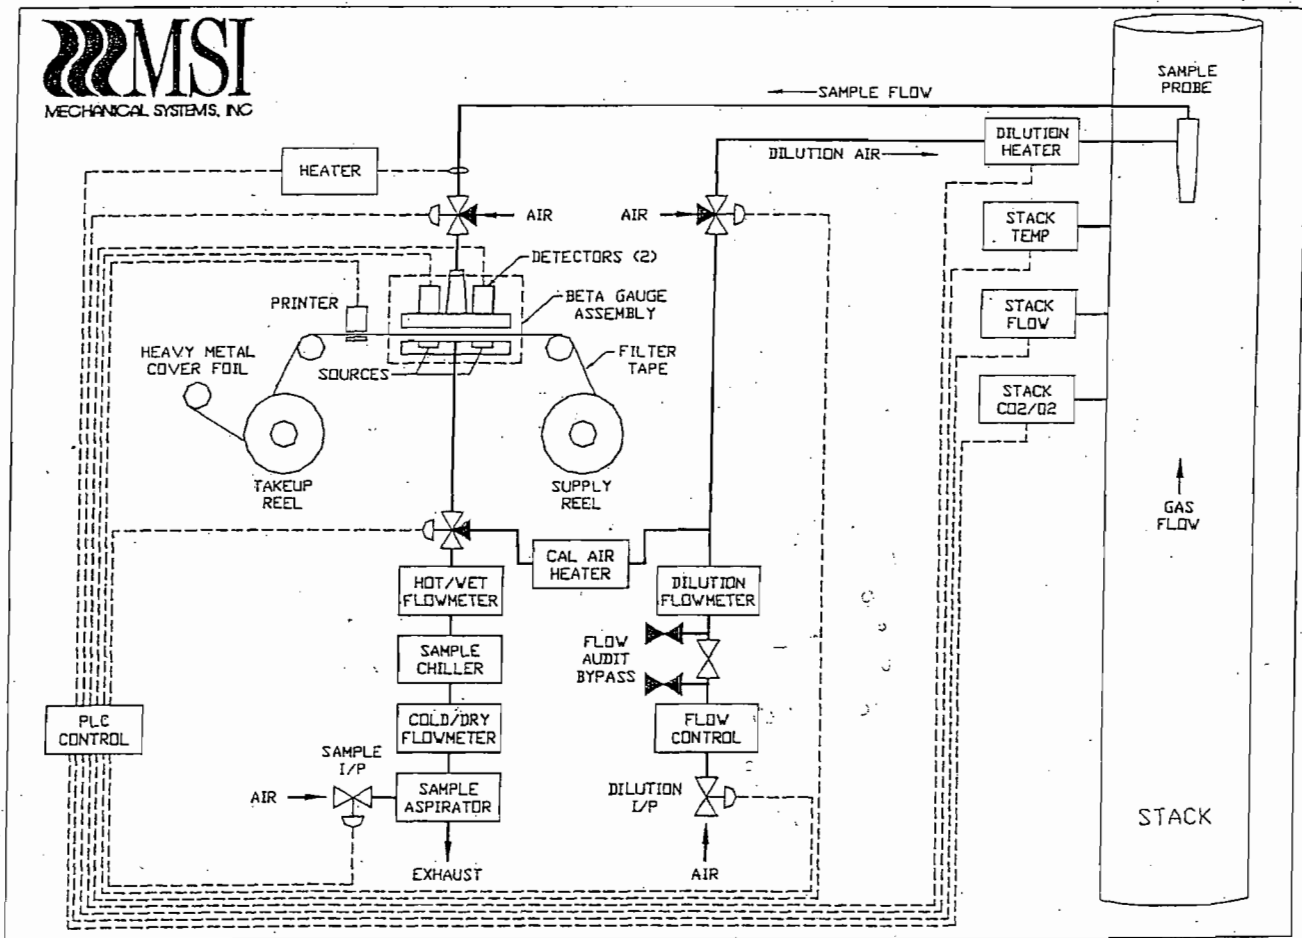 MSI
MECHANICAL SYSTEMS, INC
SAMPLE
PROBE
SAMPLE FLOW
DILUTION
HEATER
DILUTION AIR
HEATER
AIR
AIR
STACK
TEMP
DETECTORS (2)
PRINTER
BETA GAUGE
ASSEMBLY
STACK
FLOW
HEAVY METAL
COVER FOIL
SOURCES
FILTER
TAPE
STACK
CO2/O2
TAKEUP
REEL
SUPPLY
REEL
GAS
FLOW
CAL AIR
HEATER
HOT/WET
FLOWMETER
DILUTION
FLOWMETER
SAMPLE
CHILLER
FLOW
AUDIT
BYPASS
PLC
CONTROL
COLD/DRY
FLOWMETER
FLOW
CONTROL
SAMPLE
I/P
AIR
SAMPLE
ASPIRATOR
DILUTION
I/P
STACK
EXHAUST
AIR